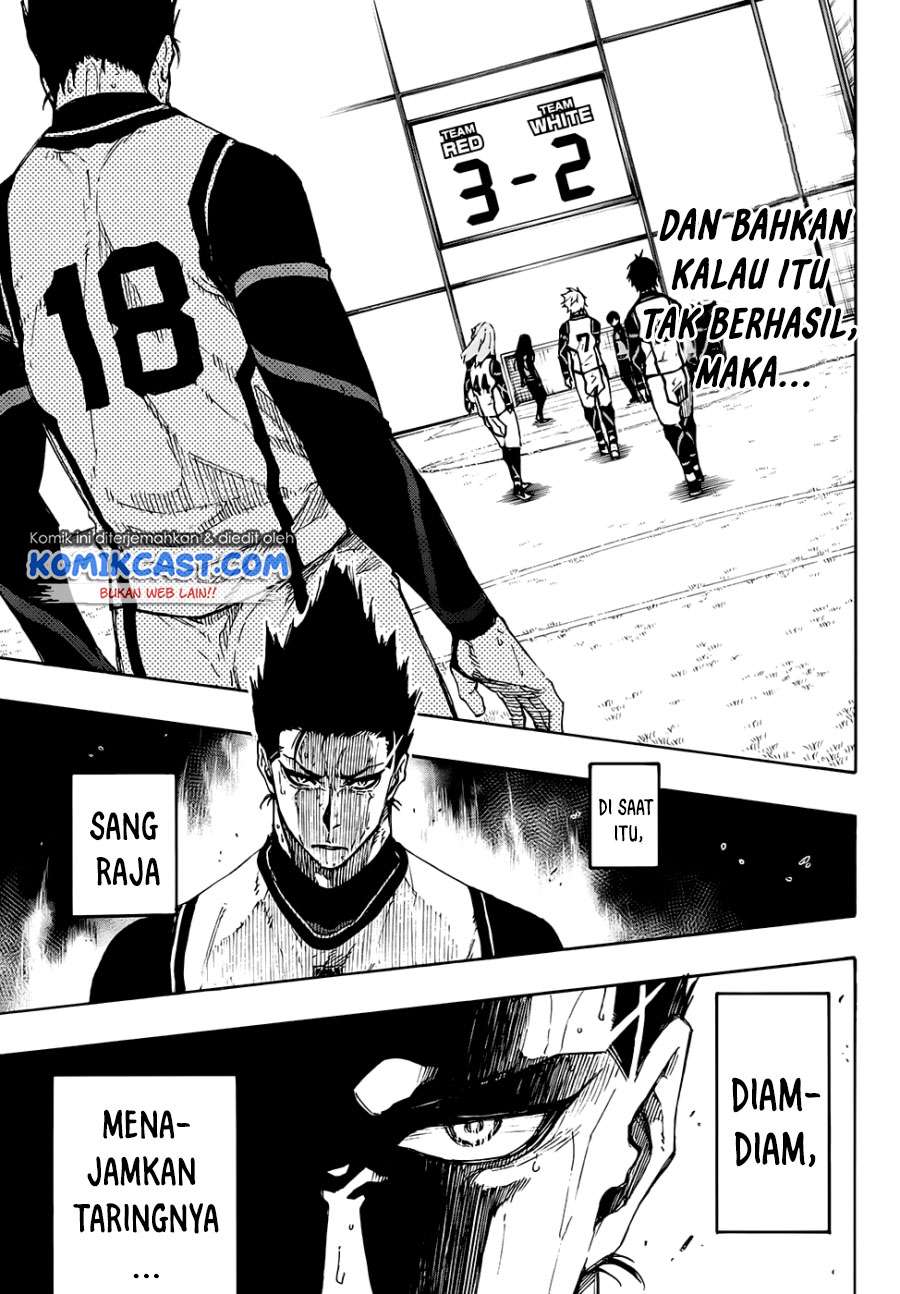 TEAM
RED
TEAM
WHITE
3 - 2
DAN BAHKAN
KALAU ITU
TAK BERHASIL,
MAKA...
18
7
Komik ini diterjemahkan & diedit oleh
KOMIKCAST.COM
BUKAN WEB LAIN!!
DI SAAT
ITU,
SANG
RAJA
DIAM-
DIAM,
MENA-
JAMKAN
TARINGNYA
...